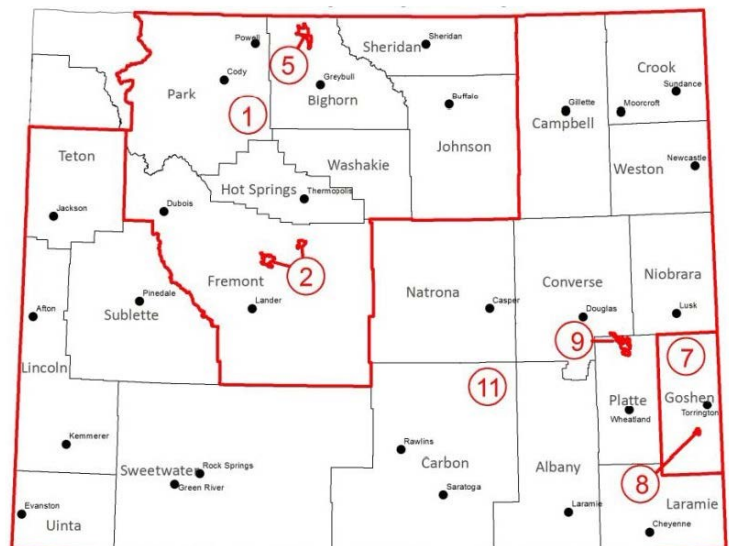 Powell
Sheridan
Sheridan
5
Crook
Park
Cody
Greybull
Bighorn
Buffalo
Gillette
Sundance
Moorcroft
1
Campbell
Johnson
Teton
Washakie
Newcastle
Weston
Hot Springs
Thermopolis
Jackson
Dubois
2
Fremont
Natrona
Converse
Niobrara
Pinedale
Lander
Casper
Douglas
Lusk
Afton
Sublette
9
7
Lincoln
11
Platte
Goshen
Wheatland
Torrington
Kemmerer
Rawlins
Sweetwater
Rock Springs
Carbon
Albany
Green River
8
Saratoga
Evanston
Laramie
Laramie
Uinta
Cheyenne